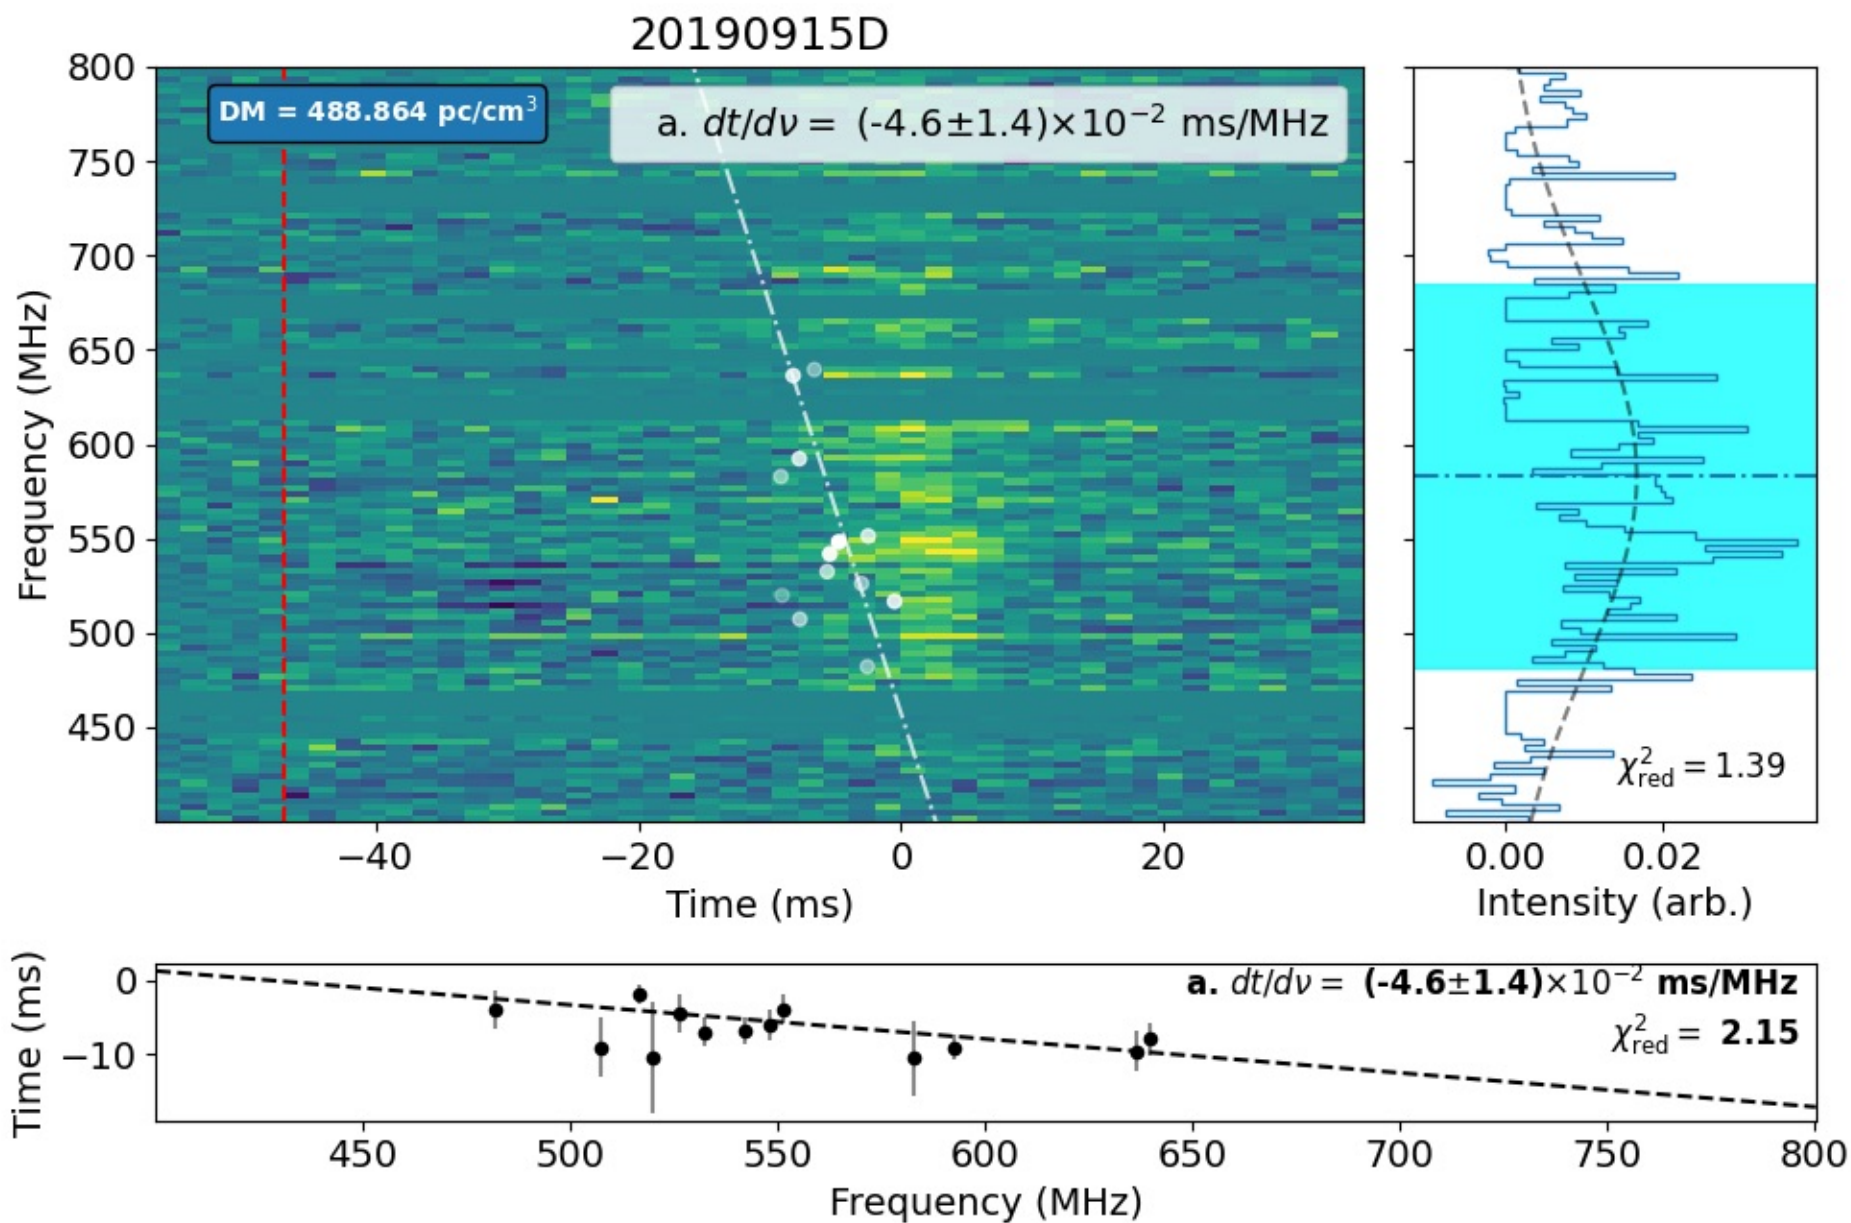 20190915D
DM = 488.864 pc/cm³
a. dt/dν = (-4.6±1.4)×10⁻² ms/MHz
800
750
700
650
600
550
500
450
Frequency (MHz)
−40 −20 0 20
Time (ms)
χ²red = 1.39
0.00 0.02
Intensity (arb.)
a. dt/dν = (-4.6±1.4)×10⁻² ms/MHz
χ²red = 2.15
0
−10
Time (ms)
450 500 550 600 650 700 750 800
Frequency (MHz)